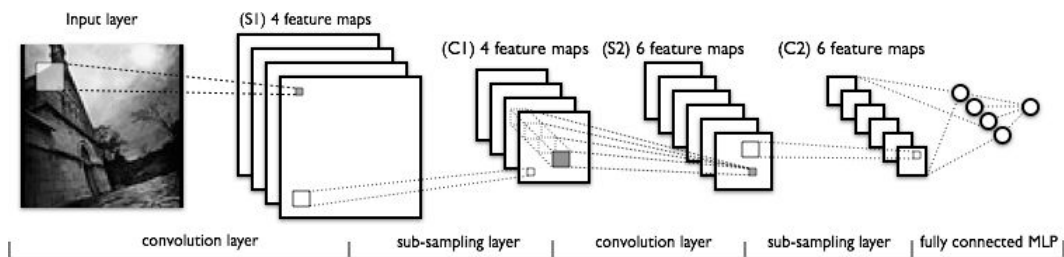 Input layer
(S1) 4 feature maps
(C1) 4 feature maps
(S2) 6 feature maps
(C2) 6 feature maps
convolution layer
sub-sampling layer
convolution layer
sub-sampling layer
fully connected MLP